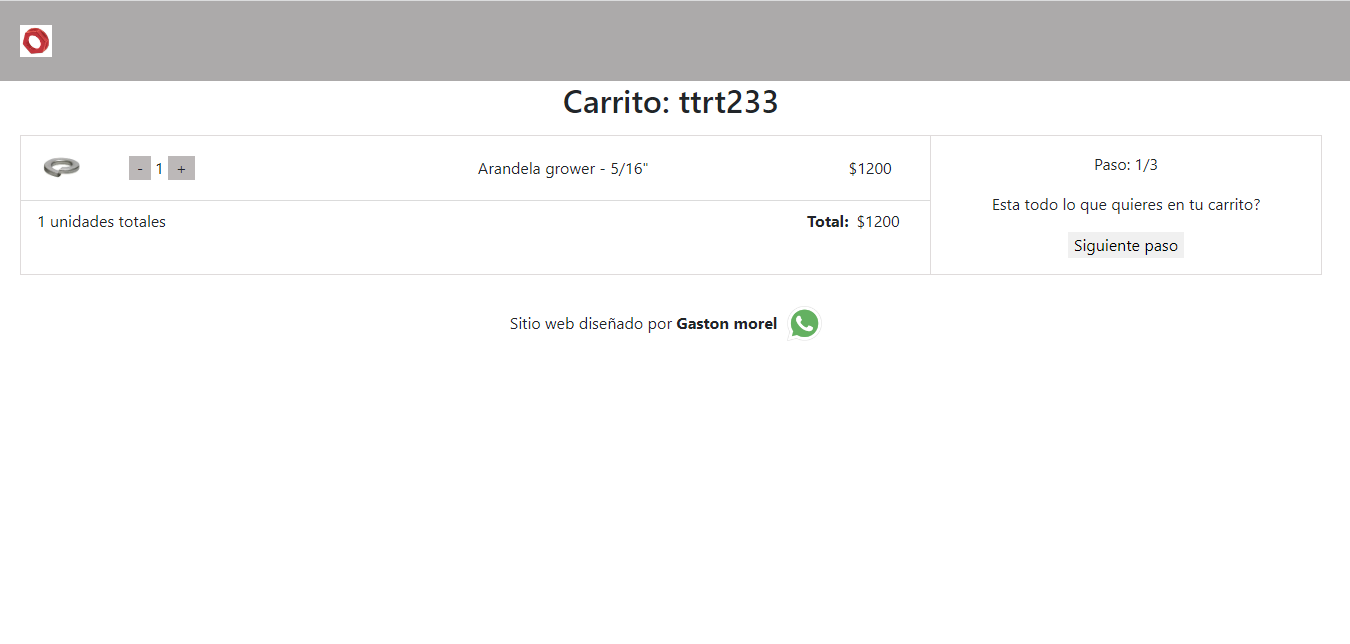 Carrito: ttrt233
- 1 + Arandela grower - 5/16" $1200
1 unidades totales Total: $1200
Paso: 1/3
Esta todo lo que quieres en tu carrito?
Siguiente paso
Sitio web diseñado por Gaston morel